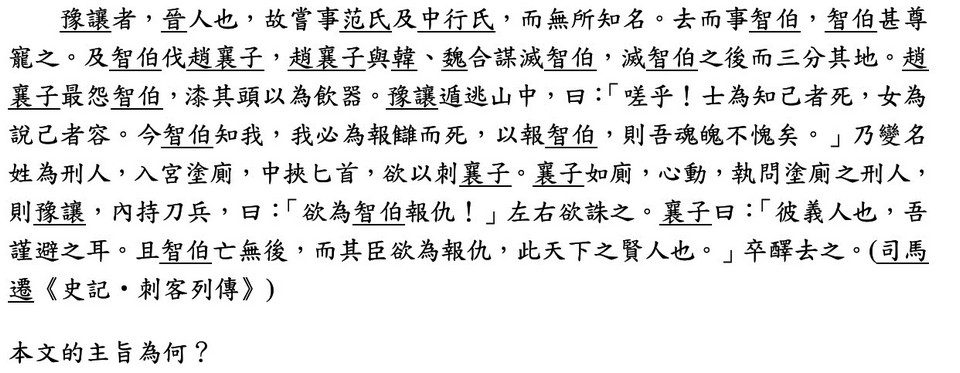 豫讓者，晉人也，故嘗事范氏及中行氏，而無所知名。去而事智伯，智伯甚尊
寵之。及智伯伐趙襄子，趙襄子與韓、魏合謀滅智伯，滅智伯之後而三分其地。趙
襄子最怨智伯，漆其頭以為飲器。豫讓遁逃山中，曰：「嗟乎！士為知己者死，女為
說己者容。今智伯知我，我必為報讎而死，以報智伯，則吾魂魄不愧矣。」乃變名
姓為刑人，入宮塗廁，中挾匕首，欲以刺襄子。襄子如廁，心動，執問塗廁之刑人，
則豫讓，內持刀兵，曰：「欲為智伯報仇！」左右欲誅之。襄子曰：「彼義人也，吾
謹避之耳。且智伯亡無後，而其臣欲為報仇，此天下之賢人也。」卒醳去之。(司馬
遷《史記•刺客列傳》)
本文的主旨為何？